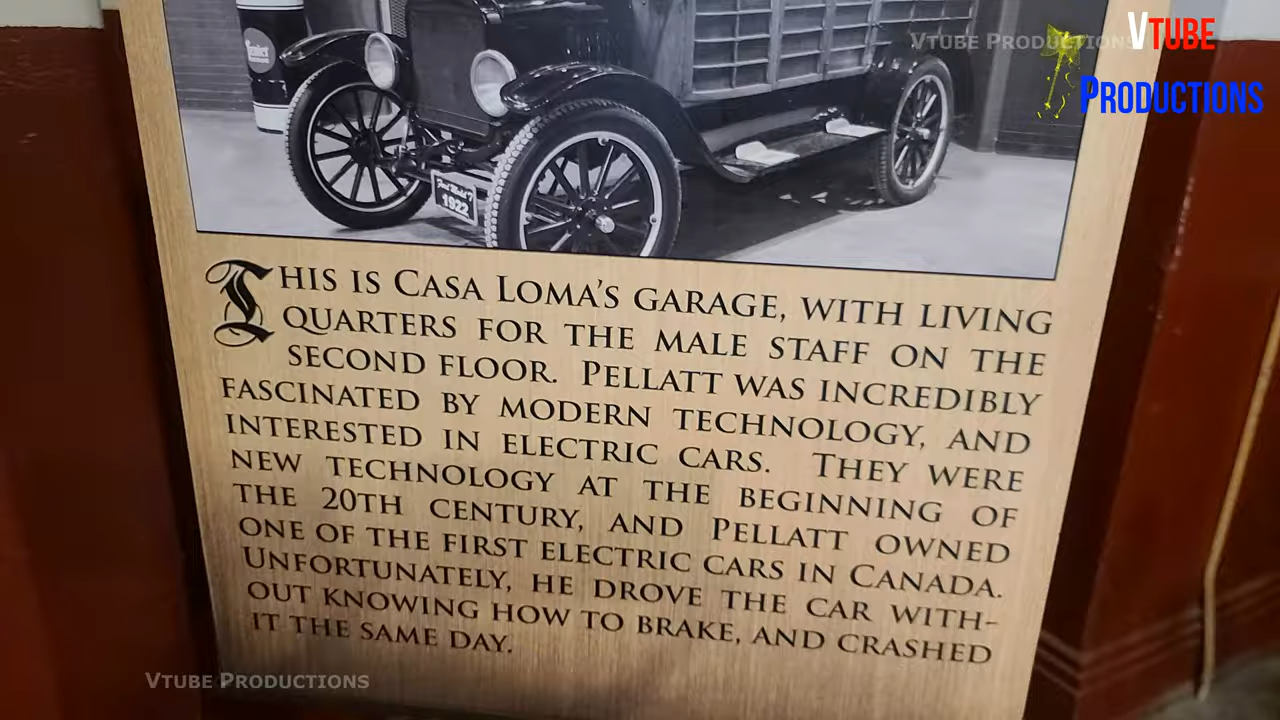 VTUBE PRODUCTIONS
VTUBE
PRODUCTIONS
Ford Model T
1922
THIS IS CASA LOMA'S GARAGE, WITH LIVING
QUARTERS FOR THE MALE STAFF ON THE
SECOND FLOOR. PELLATT WAS INCREDIBLY
FASCINATED BY MODERN TECHNOLOGY, AND
INTERESTED IN ELECTRIC CARS. THEY WERE
NEW TECHNOLOGY AT THE BEGINNING OF
THE 20TH CENTURY, AND PELLATT OWNED
ONE OF THE FIRST ELECTRIC CARS IN CANADA.
UNFORTUNATELY, HE DROVE THE CAR WITH-
OUT KNOWING HOW TO BRAKE, AND CRASHED
IT THE SAME DAY.
VTUBE PRODUCTIONS